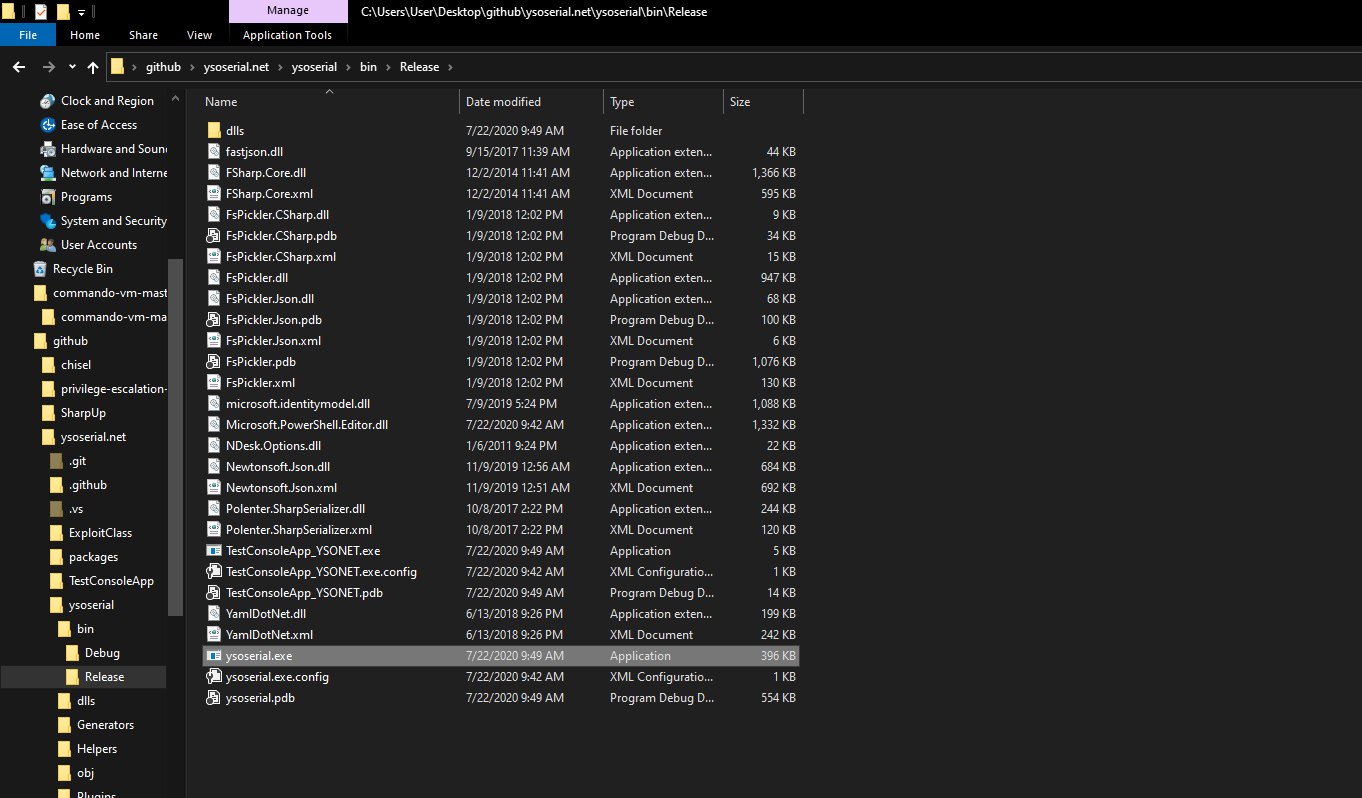 Manage C:\Users\User\Desktop\github\ysoserial.net\ysoserial\bin\Release
File Home Share View Application Tools
github ysoserial.net ysoserial bin Release
Clock and Region
Ease of Access
Hardware and Soun
Network and Interne
Programs
System and Security
User Accounts
Recycle Bin
commando-vm-mast
commando-vm-ma
github
chisel
privilege-escalation-
SharpUp
ysoserial.net
.git
.github
.vs
ExploitClass
packages
TestConsoleApp
ysoserial
bin
Debug
Release
dlls
Generators
Helpers
obj
Plugins
Name Date modified Type Size
dlls 7/22/2020 9:49 AM File folder
fastjson.dll 9/15/2017 11:39 AM Application exten... 44 KB
FSharp.Core.dll 12/2/2014 11:41 AM Application exten... 1,366 KB
FSharp.Core.xml 12/2/2014 11:41 AM XML Document 595 KB
FsPickler.CSharp.dll 1/9/2018 12:02 PM Application exten... 9 KB
FsPickler.CSharp.pdb 1/9/2018 12:02 PM Program Debug D... 34 KB
FsPickler.CSharp.xml 1/9/2018 12:02 PM XML Document 15 KB
FsPickler.dll 1/9/2018 12:02 PM Application exten... 947 KB
FsPickler.Json.dll 1/9/2018 12:02 PM Application exten... 68 KB
FsPickler.Json.pdb 1/9/2018 12:02 PM Program Debug D... 100 KB
FsPickler.Json.xml 1/9/2018 12:02 PM XML Document 6 KB
FsPickler.pdb 1/9/2018 12:02 PM Program Debug D... 1,076 KB
FsPickler.xml 1/9/2018 12:02 PM XML Document 130 KB
microsoft.identitymodel.dll 7/9/2019 5:24 PM Application exten... 1,088 KB
Microsoft.PowerShell.Editor.dll 7/22/2020 9:42 AM Application exten... 1,332 KB
NDesk.Options.dll 1/6/2011 9:24 PM Application exten... 22 KB
Newtonsoft.Json.dll 11/9/2019 12:56 AM Application exten... 684 KB
Newtonsoft.Json.xml 11/9/2019 12:51 AM XML Document 692 KB
Polenter.SharpSerializer.dll 10/8/2017 2:22 PM Application exten... 244 KB
Polenter.SharpSerializer.xml 10/8/2017 2:22 PM XML Document 120 KB
TestConsoleApp_YSONET.exe 7/22/2020 9:49 AM Application 5 KB
TestConsoleApp_YSONET.exe.config 7/22/2020 9:42 AM XML Configuratio... 1 KB
TestConsoleApp_YSONET.pdb 7/22/2020 9:49 AM Program Debug D... 14 KB
YamlDotNet.dll 6/13/2018 9:26 PM Application exten... 199 KB
YamlDotNet.xml 6/13/2018 9:26 PM XML Document 242 KB
ysoserial.exe 7/22/2020 9:49 AM Application 396 KB
ysoserial.exe.config 7/22/2020 9:42 AM XML Configuratio... 1 KB
ysoserial.pdb 7/22/2020 9:49 AM Program Debug D... 554 KB